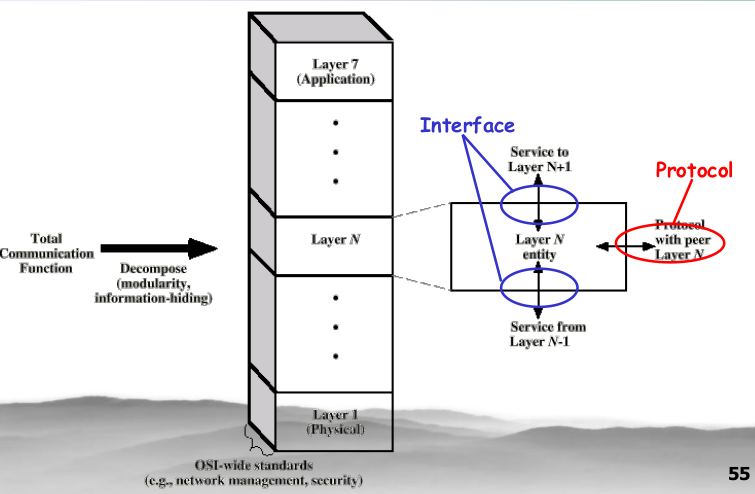 Layer 7
(Application)
Interface
Service to
Layer N+1
Protocol
Total
Communication
Function
Decompose
(modularity,
information-hiding)
Layer N
Layer N
entity
Protocol
with peer
Layer N
Service from
Layer N-1
Layer 1
(Physical)
OSI-wide standards
(e.g., network management, security)
55